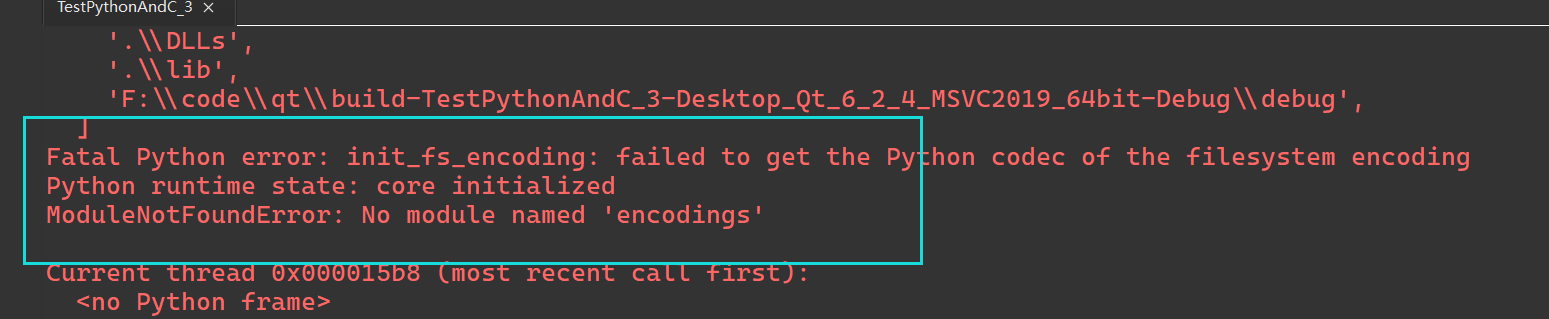 TestPythonAndC_3 ×
'.\\DLLs',
'.\\lib',
'F:\\code\\qt\\build-TestPythonAndC_3-Desktop_Qt_6_2_4_MSVC2019_64bit-Debug\\debug',
]
Fatal Python error: init_fs_encoding: failed to get the Python codec of the filesystem encoding
Python runtime state: core initialized
ModuleNotFoundError: No module named 'encodings'
Current thread 0x000015b8 (most recent call first):
<no Python frame>